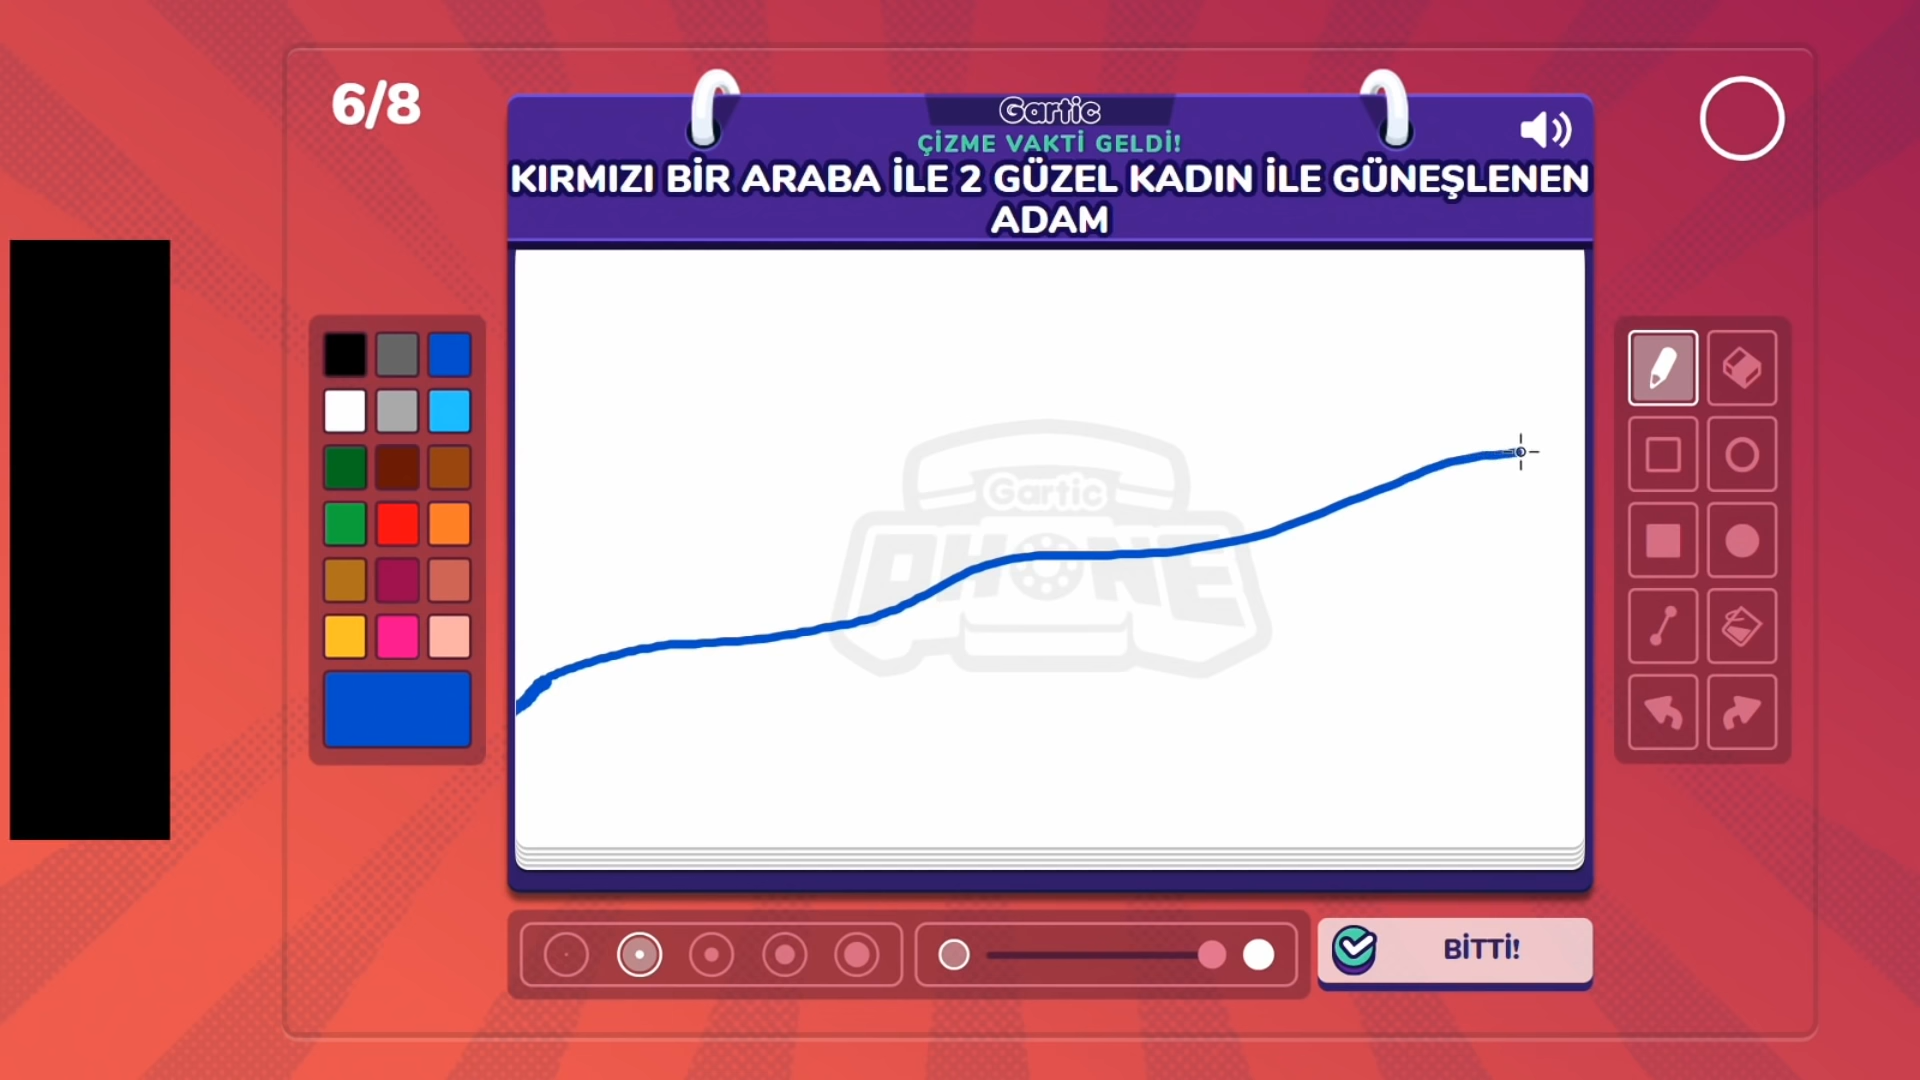 6/8
Gartic
ÇİZME VAKTİ GELDİ!
KIRMIZI BİR ARABA İLE 2 GÜZEL KADIN İLE GÜNEŞLENEN
ADAM
Gartic
PHONE
BİTTİ!